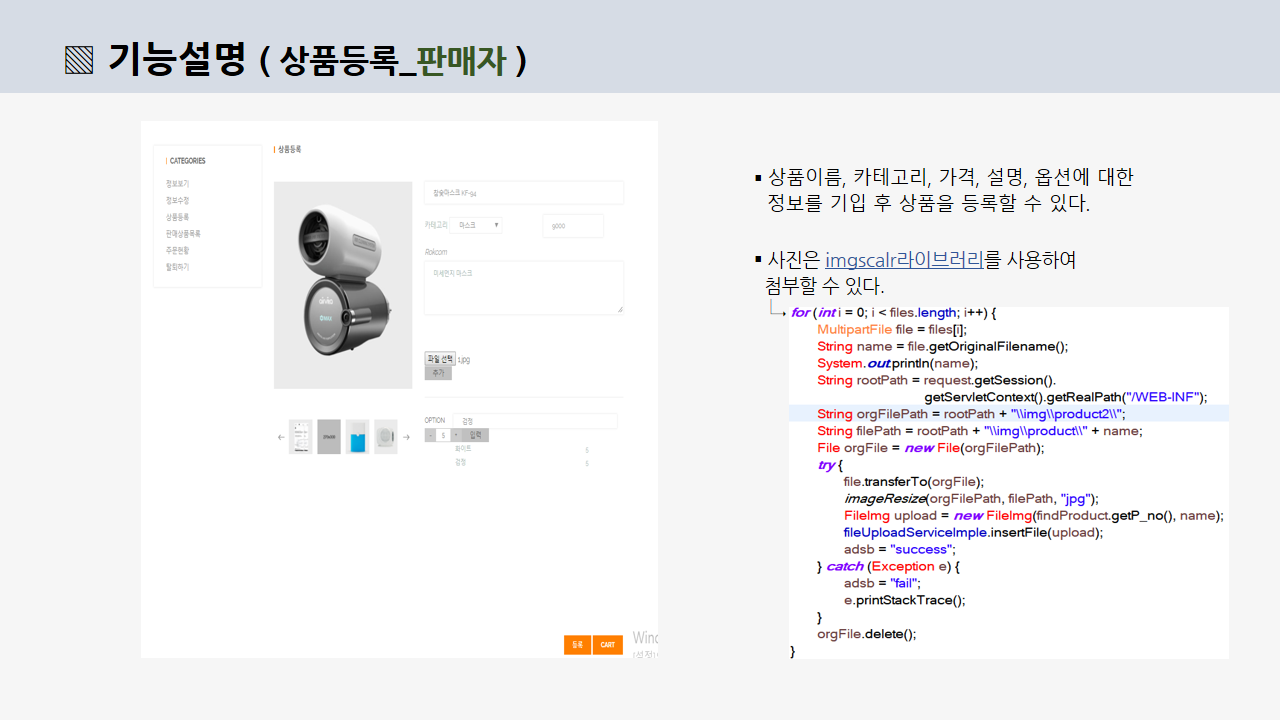 기능설명 ( 상품등록_판매자 )
CATEGORIES
정보보기
정보수정
상품등록
판매상품목록
주문현황
탈퇴하기
상품등록
참숯마스크 KF-94
카테고리 마스크 ▼ 9000
Rokcom
미세먼지 마스크
파일 선택 1.jpg
추가
OPTION 검정
- 5 + 입력
화이트 5
검정 5
등록 CART
▪ 상품이름, 카테고리, 가격, 설명, 옵션에 대한
정보를 기입 후 상품을 등록할 수 있다.
▪ 사진은 imgscalr라이브러리를 사용하여
첨부할 수 있다.
for (int i = 0; i < files.length; i++) {
MultipartFile file = files[i];
String name = file.getOriginalFilename();
System.out.println(name);
String rootPath = request.getSession().
getServletContext().getRealPath("/WEB-INF");
String orgFilePath = rootPath + "\\img\\product2\\";
String filePath = rootPath + "\\img\\product\\" + name;
File orgFile = new File(orgFilePath);
try {
file.transferTo(orgFile);
imageResize(orgFilePath, filePath, "jpg");
FileImg upload = new FileImg(findProduct.getP_no(), name);
fileUploadServiceImple.insertFile(upload);
adsb = "success";
} catch (Exception e) {
adsb = "fail";
e.printStackTrace();
}
orgFile.delete();
}